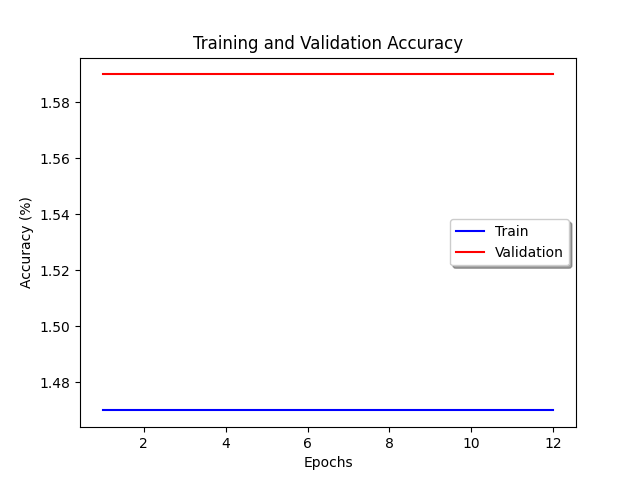 Training and Validation Accuracy
Accuracy (%)
1.58
1.56
1.54
1.52
1.50
1.48
Train
Validation
2 4 6 8 10 12
Epochs